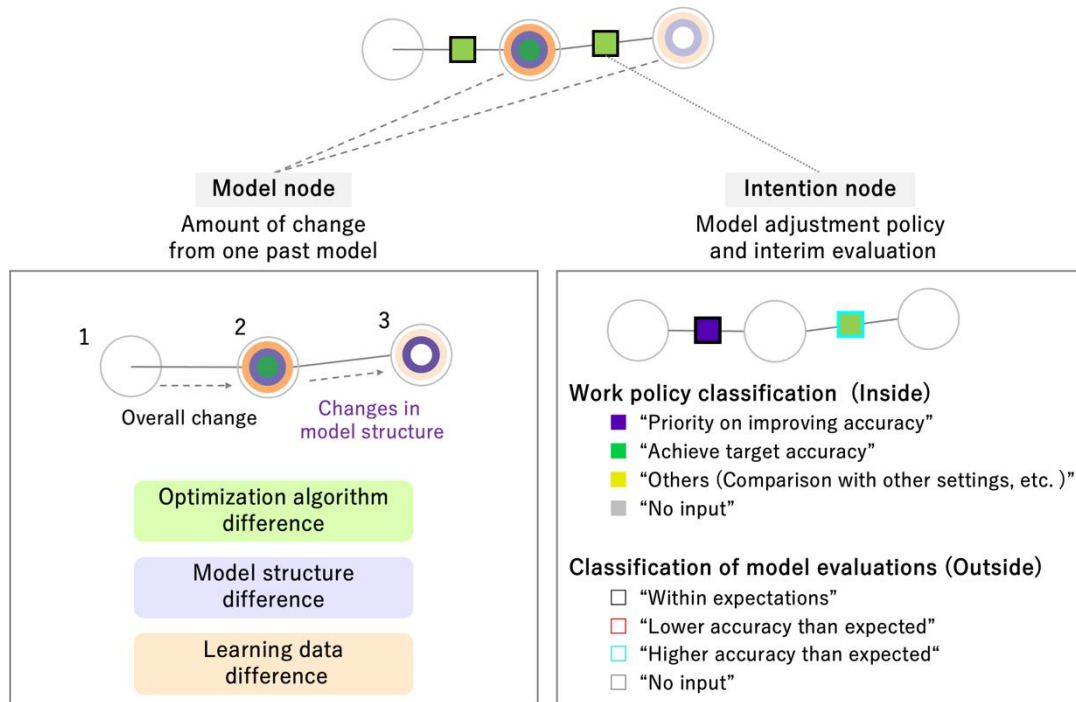 Model node
Amount of change
from one past model
Intention node
Model adjustment policy
and interim evaluation
1
2
3
Overall change
Changes in
model structure
Optimization algorithm
difference
Model structure
difference
Learning data
difference
Work policy classification (Inside)
“Priority on improving accuracy”
“Achieve target accuracy”
“Others (Comparison with other settings, etc. )”
“No input”
Classification of model evaluations (Outside)
“Within expectations”
“Lower accuracy than expected”
“Higher accuracy than expected“
“No input”